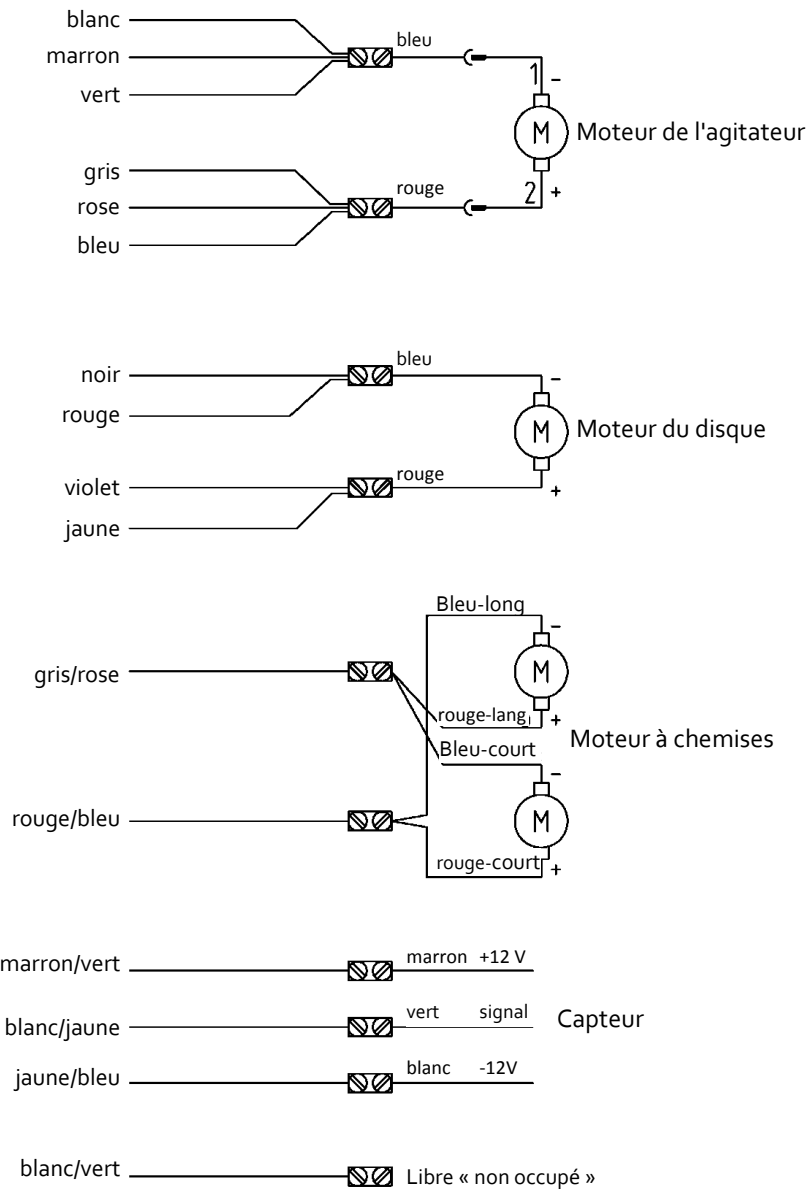 blanc
bleu
marron
1 -
vert
M Moteur de l'agitateur
gris
rouge
2 +
rose
bleu
bleu
noir
-
rouge
M Moteur du disque
rouge
violet
+
jaune
Bleu-long
-
gris/rose
M
rouge-lang
+
Moteur à chemises
Bleu-court
-
rouge/bleu
M
rouge-court
+
marron/vert
marron +12 V
blanc/jaune
vert signal
Capteur
jaune/bleu
blanc -12V
blanc/vert
Libre « non occupé »